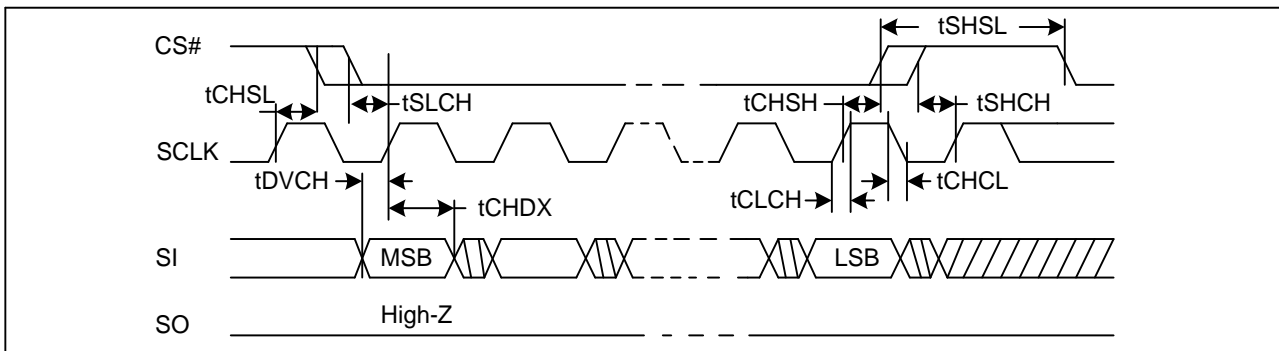 tSHSL
CS#
tCHSL
tSLCH
tCHSH
tSHCH
SCLK
tDVCH
tCHDX
tCLCH
tCHCL
SI
MSB
LSB
SO
High-Z